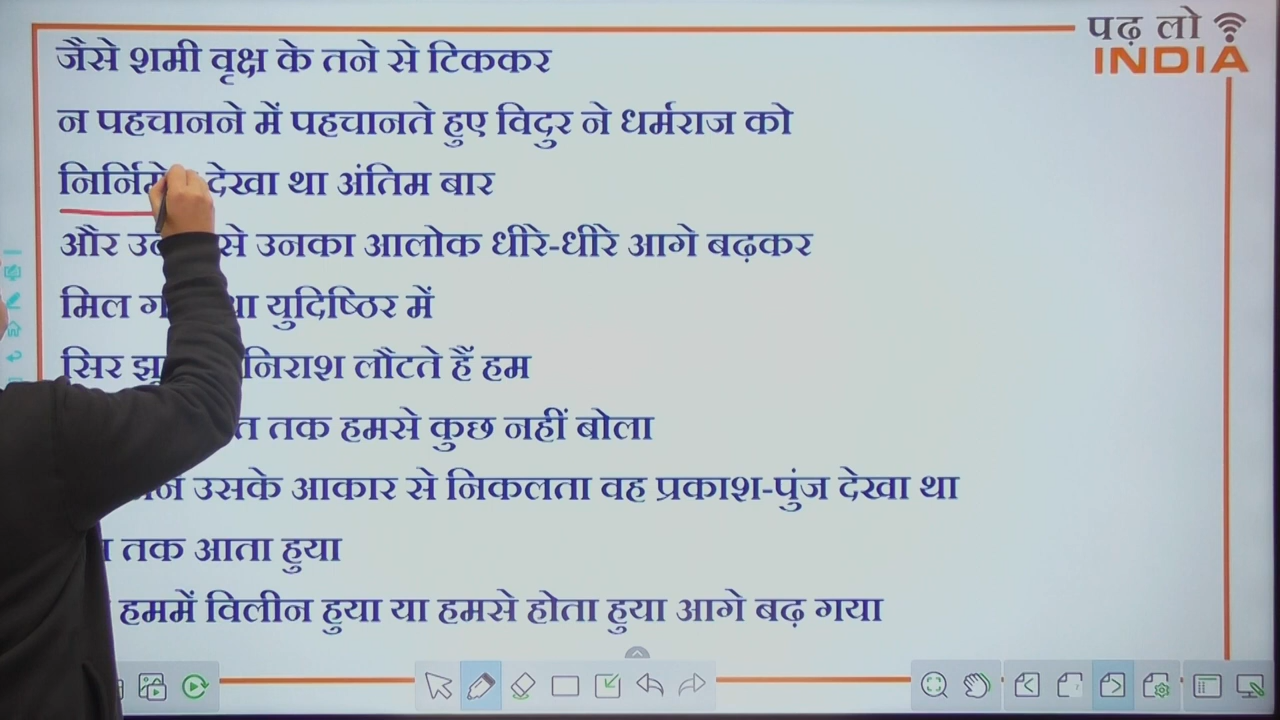 पढ़ लो
INDIA
जैसे शमी वृक्ष के तने से टिककर
न पहचानने में पहचानते हुए विदुर ने धर्मराज को
देखा था अंतिम बार
और से उनका आलोक धीरे-धीरे आगे बढ़कर
मिल युदिष्ठिर में
सिर निराश लौटते हैं हम
तक हमसे कुछ नहीं बोला
उसके आकार से निकलता वह प्रकाश-पुंज देखा था
तक आता हुया
हममें विलीन हुया या हमसे होता हुया आगे बढ़ गया